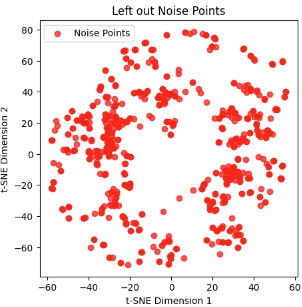 Left out Noise Points
Noise Points
t-SNE Dimension 2
80
60
40
20
0
−20
−40
−60
−60 −40 −20 0 20 40 60
t-SNE Dimension 1